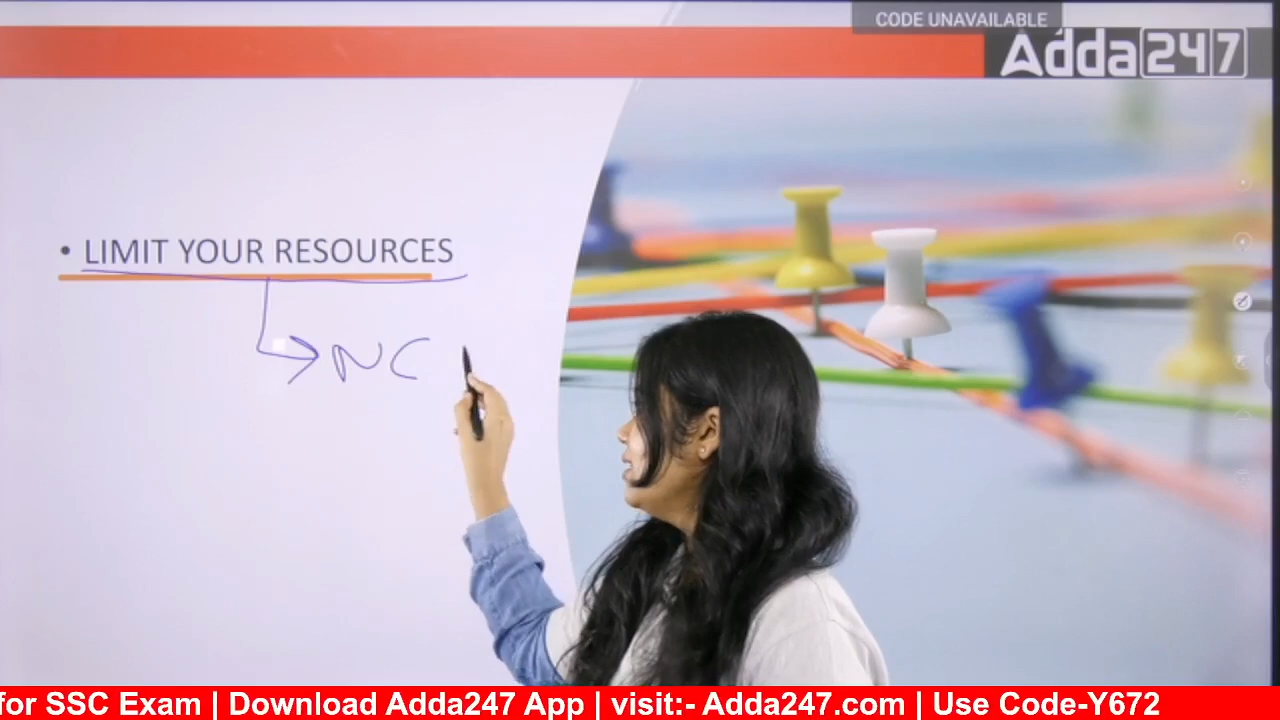 CODE UNAVAILABLE
Adda247
• LIMIT YOUR RESOURCES
NC
for SSC Exam | Download Adda247 App | visit:- Adda247.com | Use Code-Y672